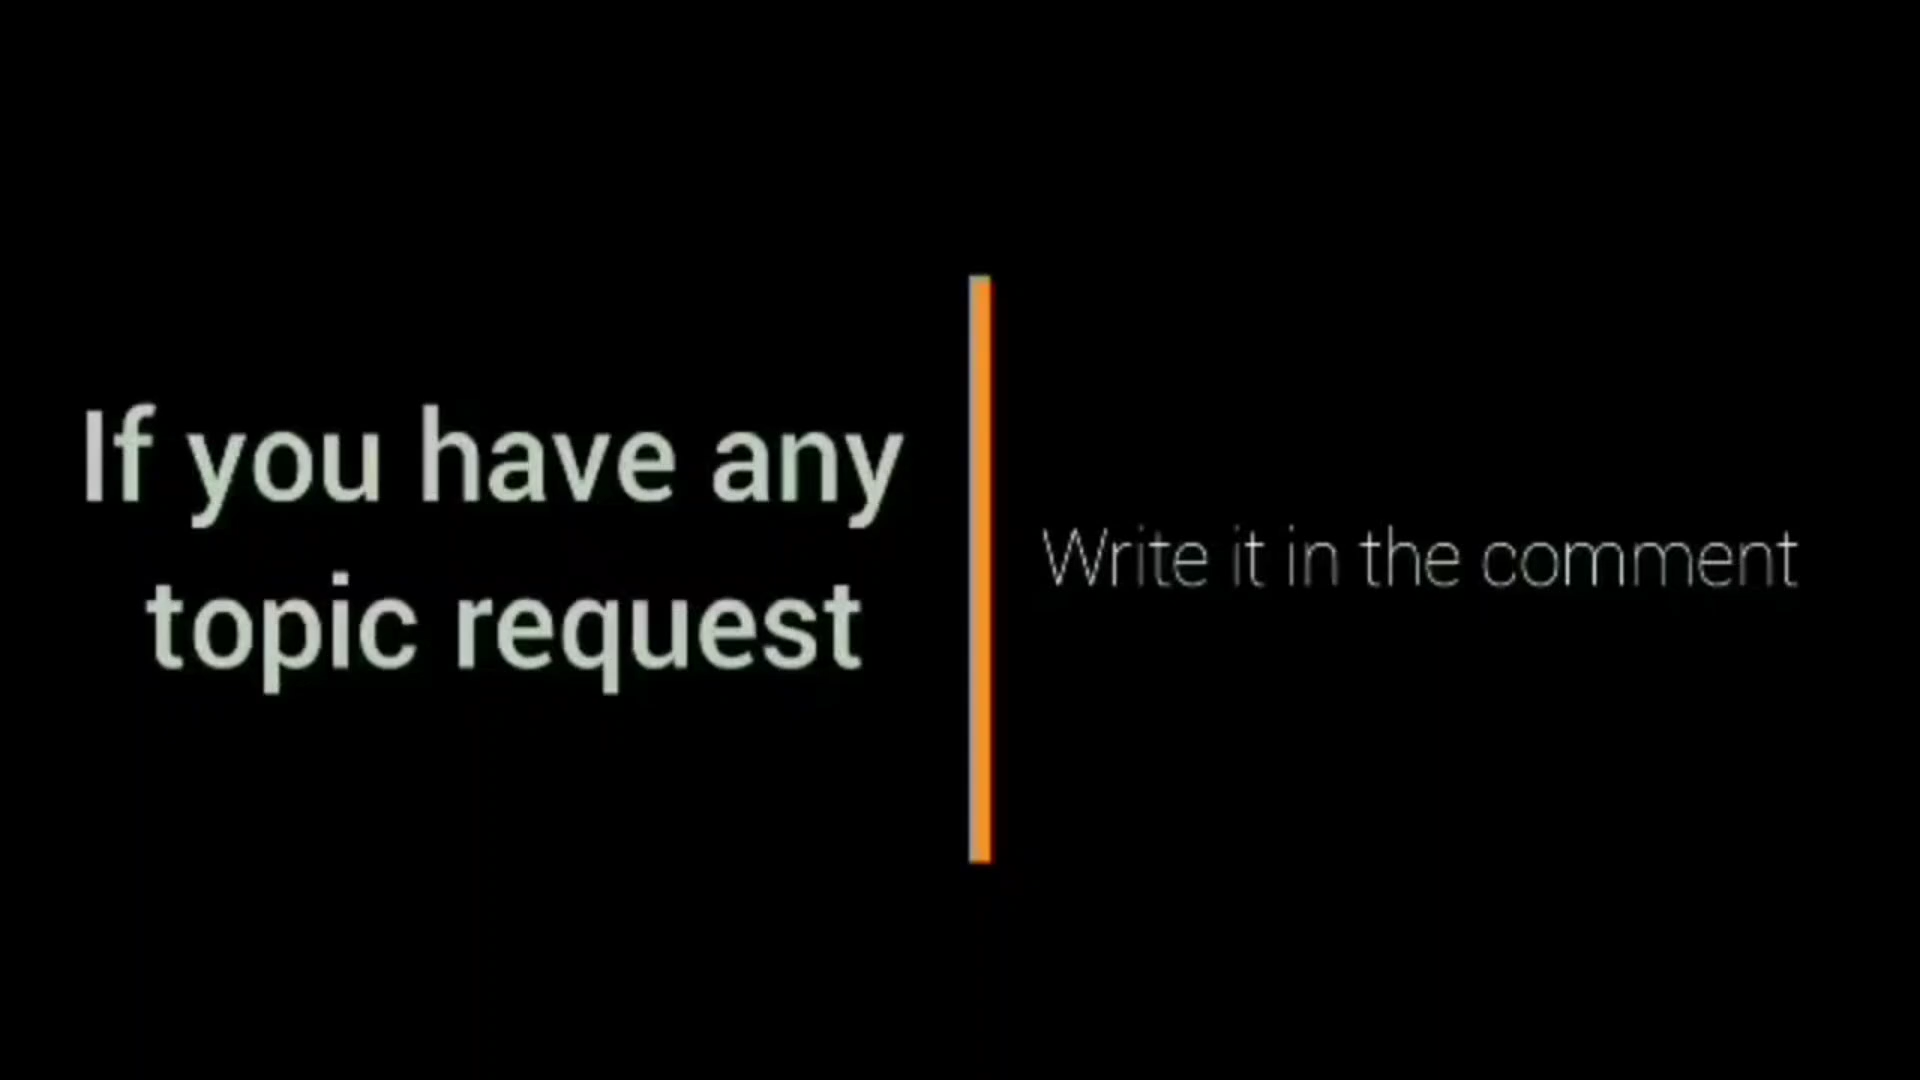 If you have any
topic request
Write it in the comment